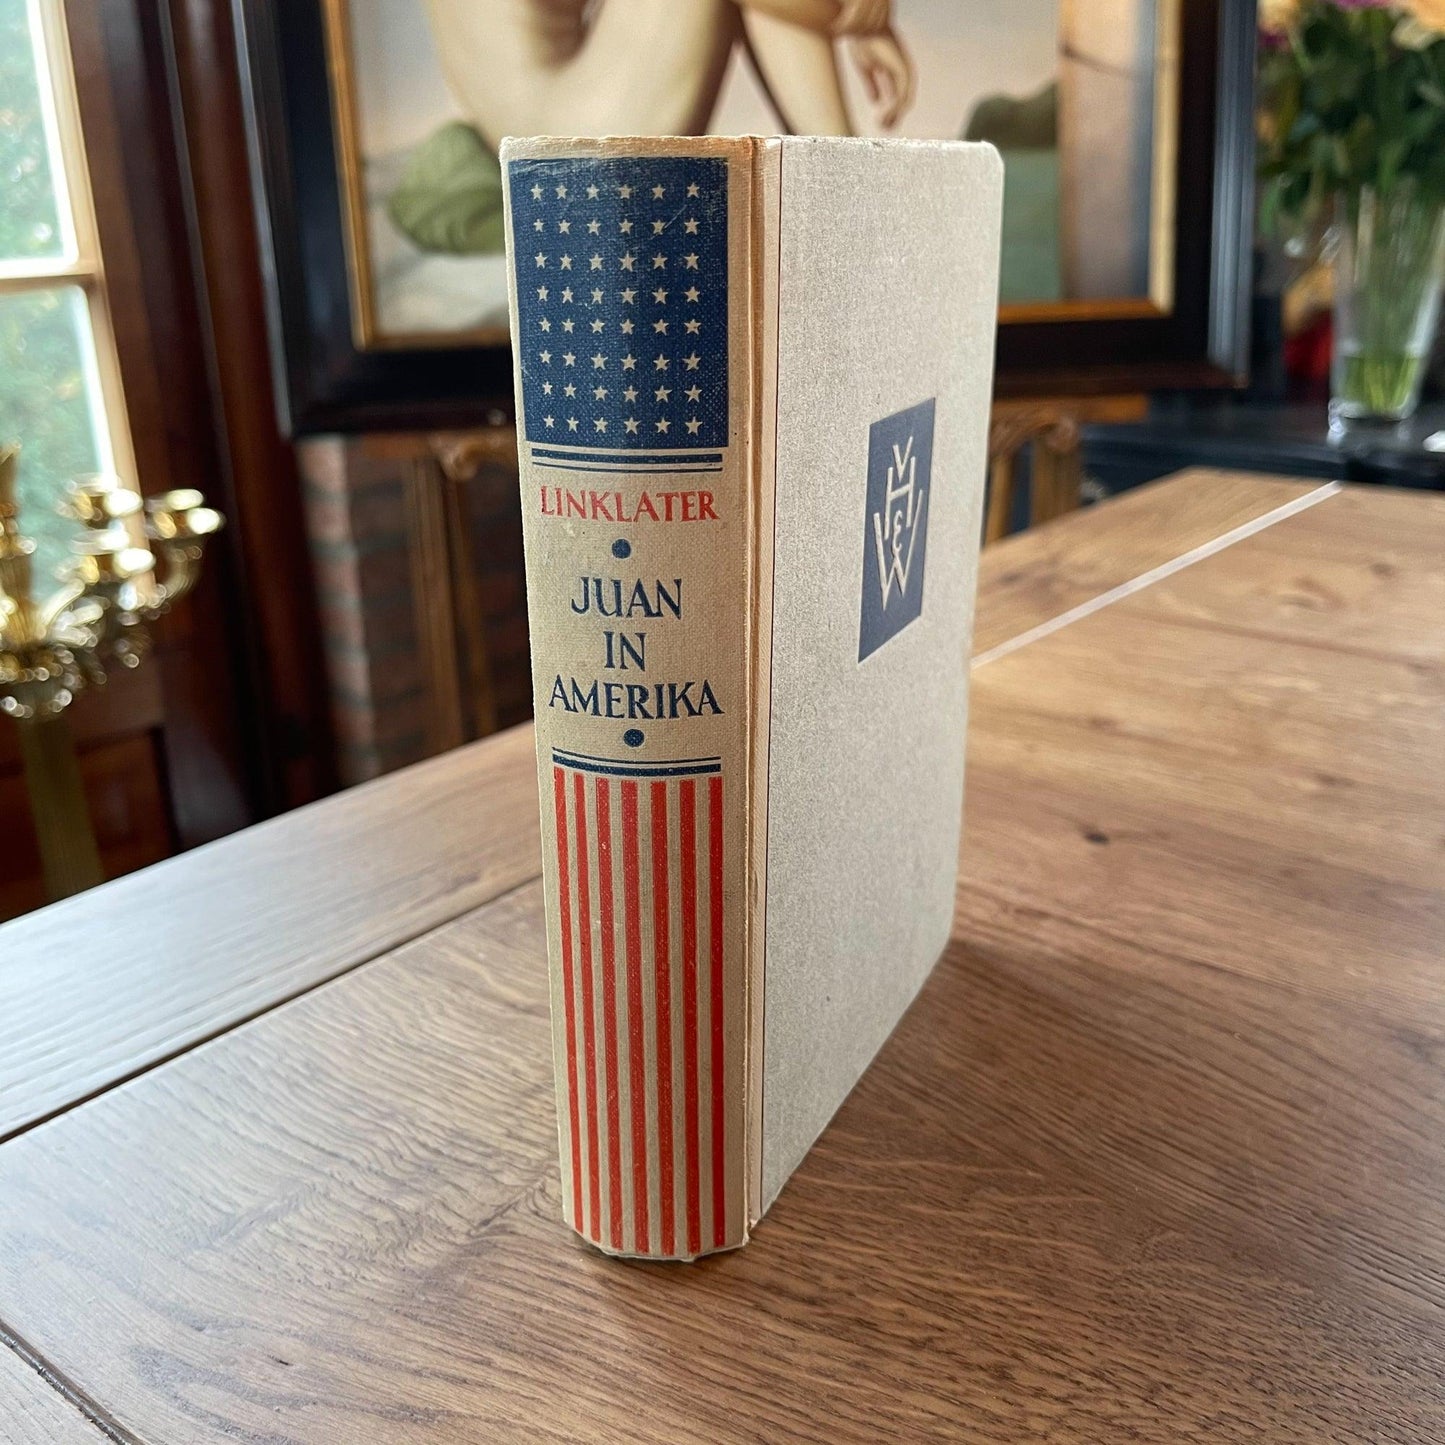 LINKLATER
JUAN
IN
AMERIKA
V
H
&
W